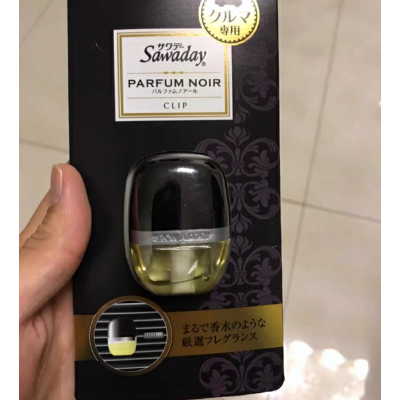 クルマ
専用
サワデー
Sawaday®
PARFUM NOIR
パルファムノアール
CLIP
SAWADAY
まるで香水のような
厳選フレグランス